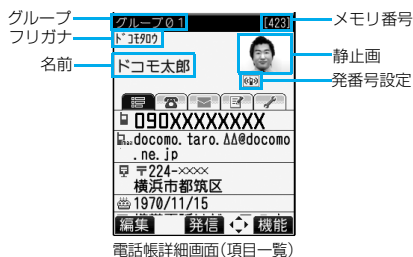 グループ
フリガナ
名前
グループ01
[423]
ﾄﾞｺﾓﾀﾛｳ
ドコモ太郎
メモリ番号
静止画
発番号設定
090XXXXXXXX
docomo.taro.ΔΔ@docomo
.ne.jp
〒224-××××
横浜市都筑区
1970/11/15
編集
発信
機能
電話帳詳細画面(項目一覧)